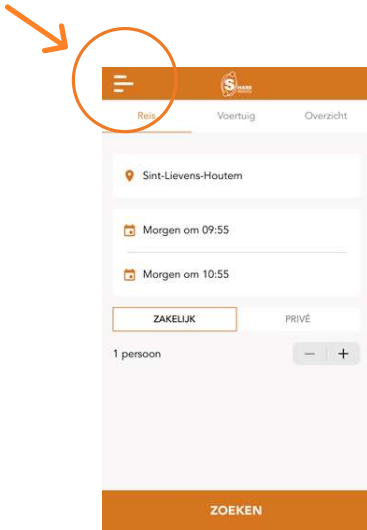 SHARE
Reis Voertuig Overzicht
Sint-Lievens-Houtem
Morgen om 09:55
Morgen om 10:55
ZAKELIJK PRIVÉ
1 persoon − +
ZOEKEN